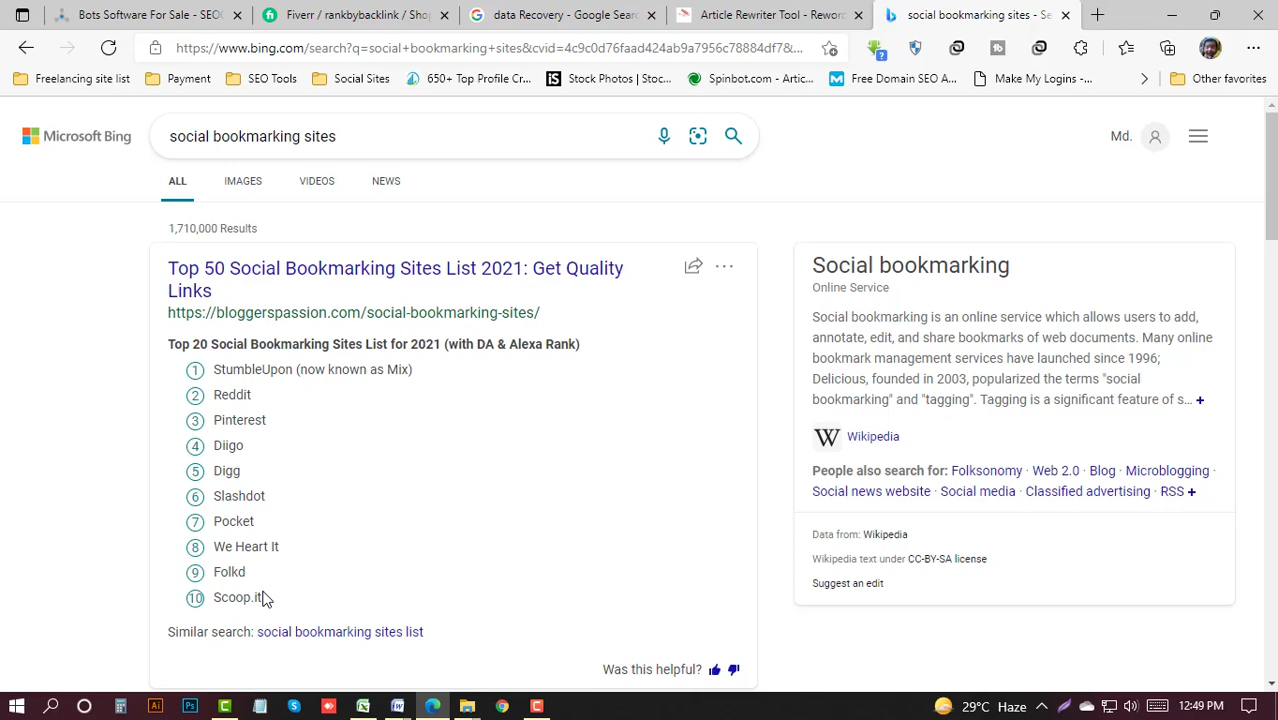 Bots Software For Sale - SEOC
Fiverr / rankbybacklink / Shop
data Recovery - Google Searc
Article Rewriter Tool - Rewor
social bookmarking sites - Se
https://www.bing.com/search?q=social+bookmarking+sites&cvid=4c9c0d76faad424ab9a7956c78884df7&...
Freelancing site list
Payment
SEO Tools
Social Sites
650+ Top Profile Cr...
Stock Photos | Stoc...
Spinbot.com - Artic...
Free Domain SEO A...
Make My Logins -...
Other favorites
Microsoft Bing
social bookmarking sites
Md.
ALL
IMAGES
VIDEOS
NEWS
1,710,000 Results
Top 50 Social Bookmarking Sites List 2021: Get Quality
Links
https://bloggerspassion.com/social-bookmarking-sites/
Top 20 Social Bookmarking Sites List for 2021 (with DA & Alexa Rank)
1 StumbleUpon (now known as Mix)
2 Reddit
3 Pinterest
4 Diigo
5 Digg
6 Slashdot
7 Pocket
8 We Heart It
9 Folkd
10 Scoop.it
Similar search: social bookmarking sites list
Was this helpful?
Social bookmarking
Online Service
Social bookmarking is an online service which allows users to add,
annotate, edit, and share bookmarks of web documents. Many online
bookmark management services have launched since 1996;
Delicious, founded in 2003, popularized the terms "social
bookmarking" and "tagging". Tagging is a significant feature of s... +
W Wikipedia
People also search for: Folksonomy · Web 2.0 · Blog · Microblogging ·
Social news website · Social media · Classified advertising · RSS +
Data from: Wikipedia
Wikipedia text under CC-BY-SA license
Suggest an edit
29°C Haze
12:49 PM